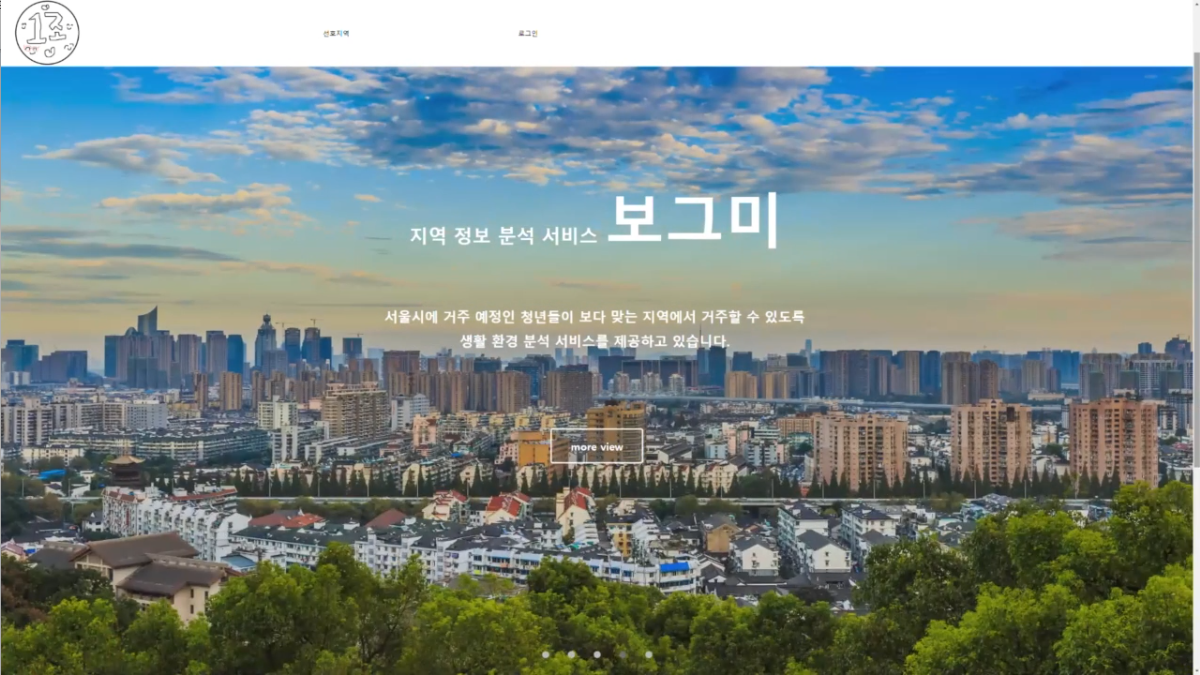 1조
선포지역
로그인
지역 정보 분석 서비스 보그미
서울시에 거주 예정인 청년들이 보다 맞는 지역에서 거주할 수 있도록
생활 환경 분석 서비스를 제공하고 있습니다.
more view